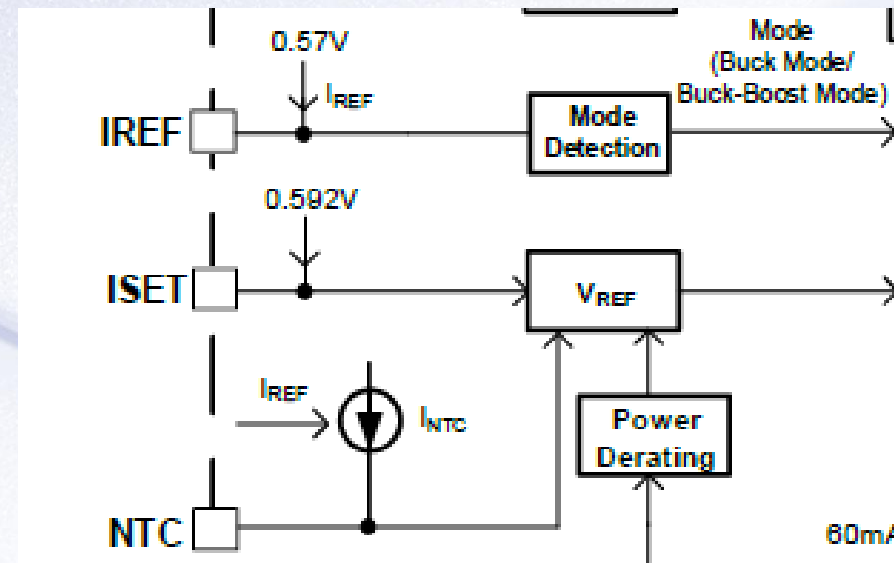 Mode
(Buck Mode/
Buck-Boost Mode)
0.57V
IREF
IREF
Mode
Detection
0.592V
ISET
VREF
IREF
INTC
Power
Derating
NTC
60mA